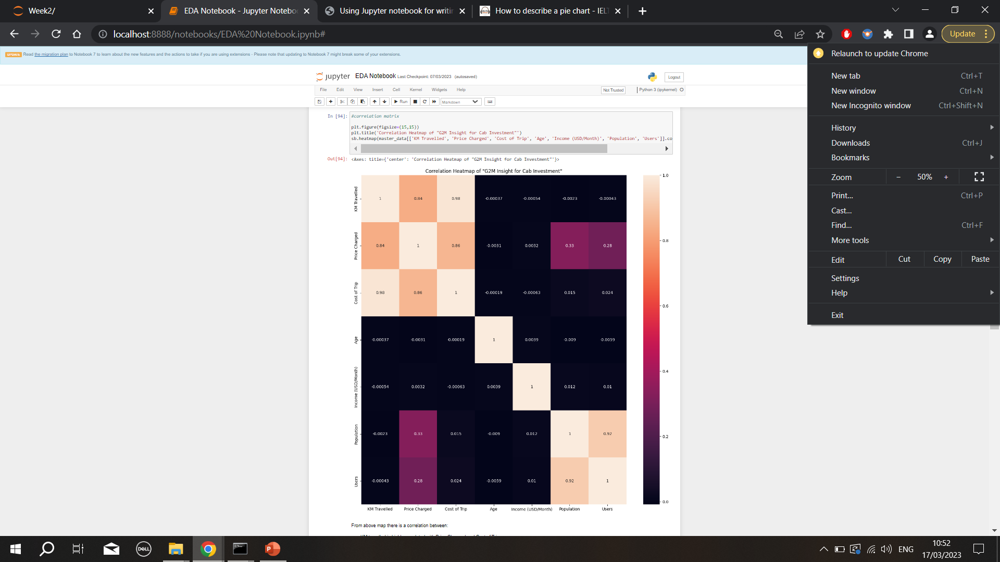 Week2/
EDA Notebook - Jupyter Notebo
Using Jupyter notebook for writin
How to describe a pie chart - IELT
localhost:8888/notebooks/EDA%20Notebook.ipynb#
Update
UPDATE Read the migration plan to Notebook 7 to learn about the new features and the actions to take if you are using extensions - Please note that updating to Notebook 7 might break some of your extensions.
jupyter EDA Notebook Last Checkpoint: 07/03/2023 (autosaved)
Logout
File Edit View Insert Cell Kernel Widgets Help
Not Trusted
Python 3 (ipykernel)
Run
Markdown
In [94]: #correlation matrix
plt.figure(figsize=(15,15))
plt.title('Correlation Heatmap of "G2M Insight for Cab Investment"')
sb.heatmap(master_data[['KM Travelled', 'Price Charged', 'Cost of Trip', 'Age', 'Income (USD/Month)', 'Population', 'Users']].co
Out[94]: <Axes: title={'center': 'Correlation Heatmap of "G2M Insight for Cab Investment"'}>
Correlation Heatmap of "G2M Insight for Cab Investment"
KM Travelled 1 0.84 0.98 -0.00037 -0.00054 -0.0023 -0.00043
Price Charged 0.84 1 0.86 -0.0031 0.0032 0.33 0.28
Cost of Trip 0.98 0.86 1 -0.00019 -0.00063 0.015 0.024
Age -0.00037 -0.0031 -0.00019 1 0.0039 -0.009 -0.0059
Income (USD/Month) -0.00054 0.0032 -0.00063 0.0039 1 0.012 0.01
Population -0.0023 0.33 0.015 -0.009 0.012 1 0.92
Users -0.00043 0.28 0.024 -0.0059 0.01 0.92 1
KM Travelled Price Charged Cost of Trip Age Income (USD/Month) Population Users
1.0
0.8
0.6
0.4
0.2
0.0
From above map there is a correlation between:
Relaunch to update Chrome
New tab Ctrl+T
New window Ctrl+N
New Incognito window Ctrl+Shift+N
History
Downloads Ctrl+J
Bookmarks
Zoom - 50% +
Print... Ctrl+P
Cast...
Find... Ctrl+F
More tools
Edit Cut Copy Paste
Settings
Help
Exit
DELL
P
ENG
10:52
17/03/2023